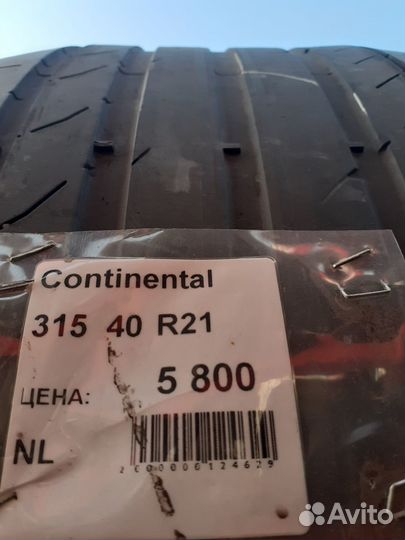 Continental
315 40 R21
ЦЕНА: 5 800
NL
2000000124629
Avito